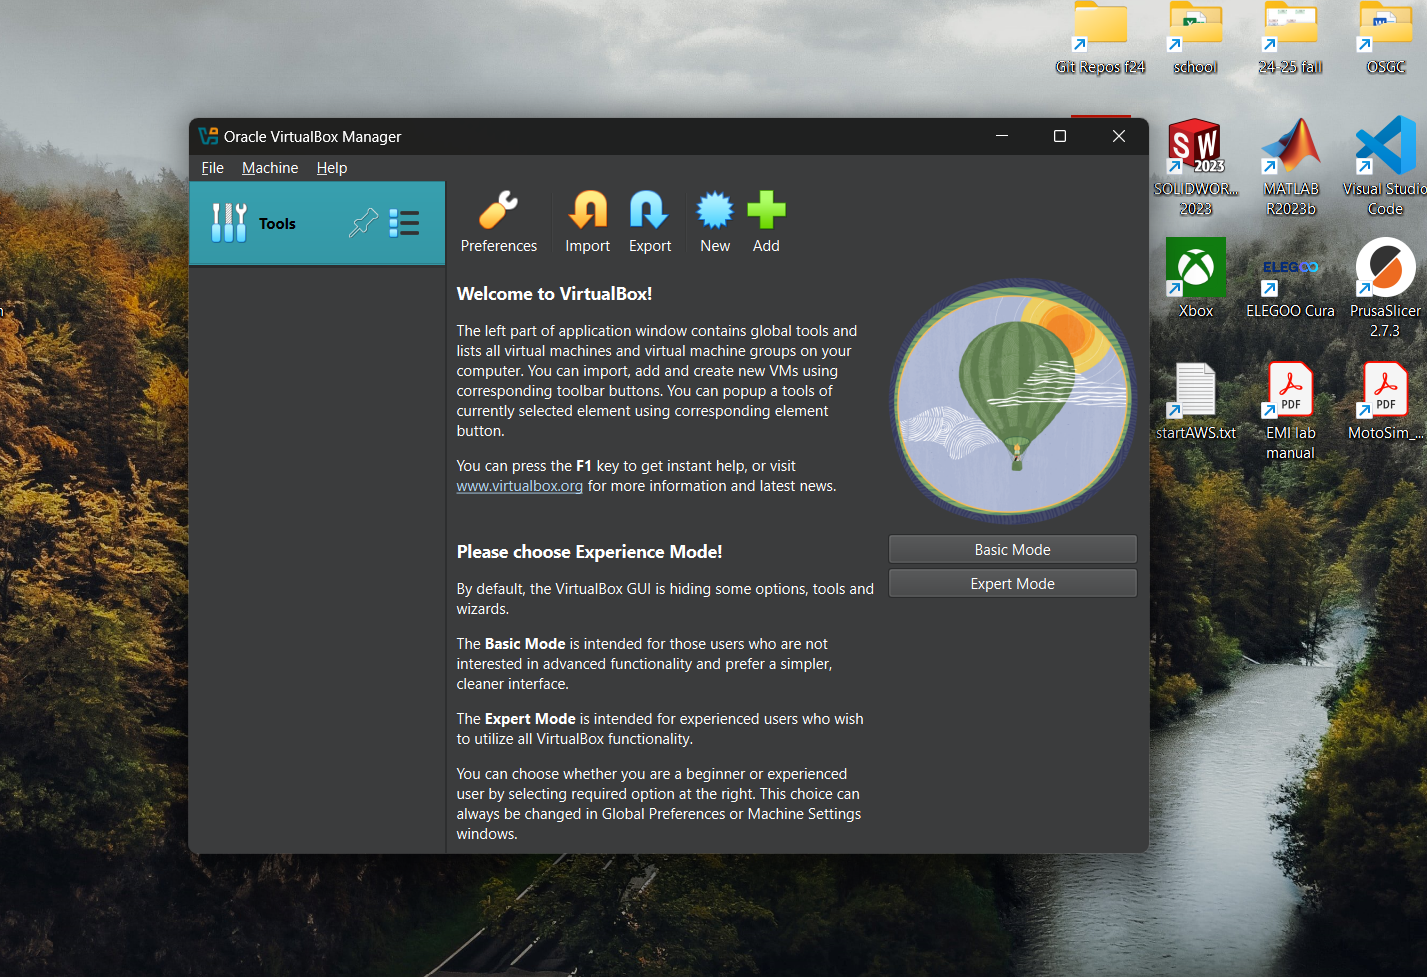 Git Repos f24
school
24-25 fall
OSGC
Oracle VirtualBox Manager
File Machine Help
Tools
Preferences
Import
Export
New
Add
Welcome to VirtualBox!
The left part of application window contains global tools and
lists all virtual machines and virtual machine groups on your
computer. You can import, add and create new VMs using
corresponding toolbar buttons. You can popup a tools of
currently selected element using corresponding element
button.
You can press the F1 key to get instant help, or visit
www.virtualbox.org for more information and latest news.
Please choose Experience Mode!
By default, the VirtualBox GUI is hiding some options, tools and
wizards.
The Basic Mode is intended for those users who are not
interested in advanced functionality and prefer a simpler,
cleaner interface.
The Expert Mode is intended for experienced users who wish
to utilize all VirtualBox functionality.
You can choose whether you are a beginner or experienced
user by selecting required option at the right. This choice can
always be changed in Global Preferences or Machine Settings
windows.
Basic Mode
Expert Mode
SW
2023
SOLIDWOR...
2023
MATLAB
R2023b
Visual Studio
Code
Xbox
ELEGOO
ELEGOO Cura
PrusaSlicer
2.7.3
startAWS.txt
PDF
EMI lab
manual
PDF
MotoSim_...